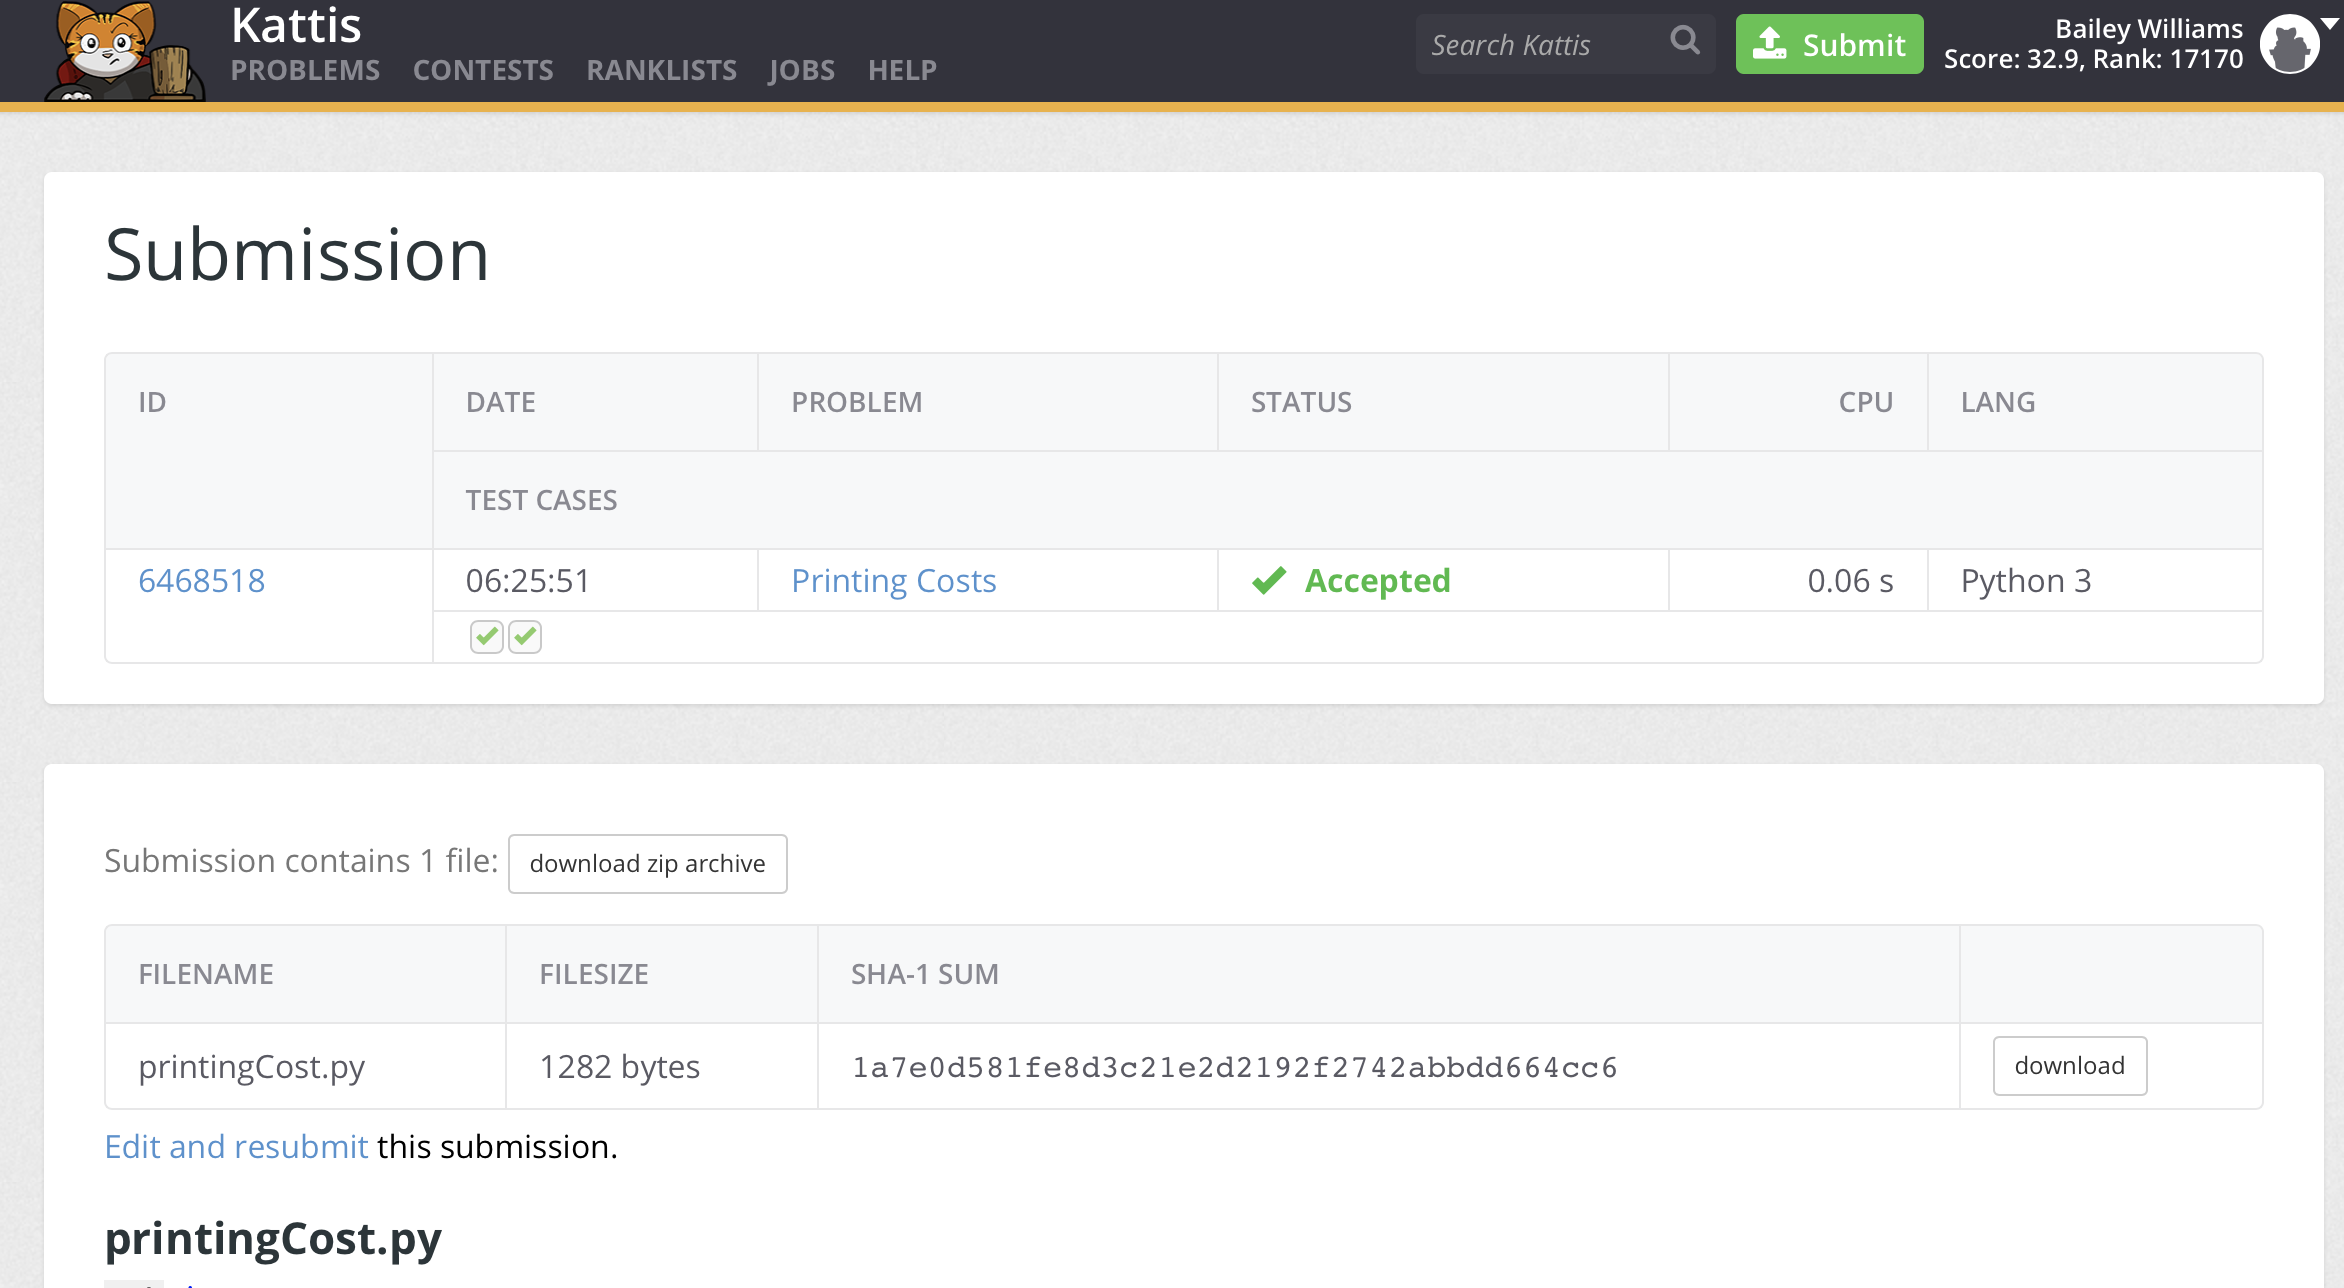 Kattis
PROBLEMS CONTESTS RANKLISTS JOBS HELP
Search Kattis
Submit
Bailey Williams
Score: 32.9, Rank: 17170
Submission
ID DATE PROBLEM STATUS CPU LANG
TEST CASES
6468518 06:25:51 Printing Costs Accepted 0.06 s Python 3
Submission contains 1 file: download zip archive
FILENAME FILESIZE SHA-1 SUM
printingCost.py 1282 bytes 1a7e0d581fe8d3c21e2d2192f2742abbdd664cc6 download
Edit and resubmit this submission.
printingCost.py